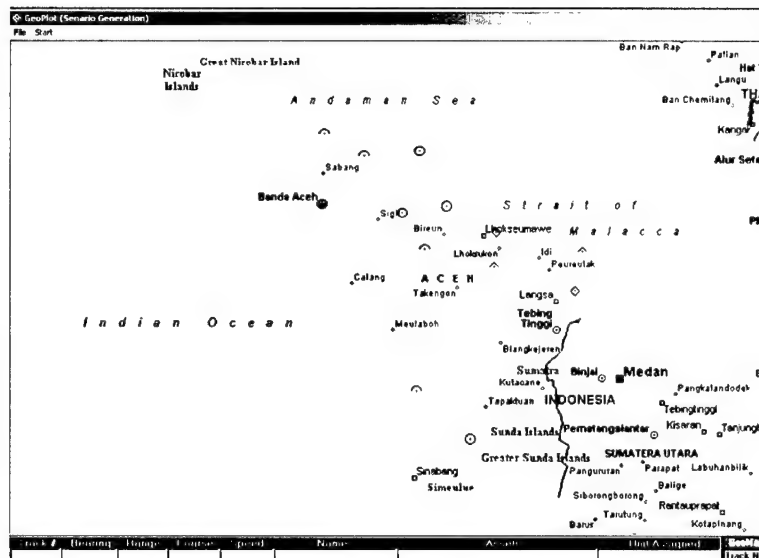 GeoPlot (Senario Generation)
File Start
Ban Nam Rap
Great Nicobar Island
Pattan
Nicobar
Islands
Langu
Andaman Sea
Ban Chemilang
Kangar
Sabang
Alur
Banda Aceh
Sigli
Strait of
Malacca
Bireun
Lhokseumawe
Lhoksukon
Idi
Peureulak
Calang
ACEH
Takengon
Langsa
Indian Ocean
Meulaboh
Tebing
Tinggi
Blangkejeren
Sumatra
Binjai
Medan
Kutacane
Pangkalandodek
INDONESIA
Tapaktuan
Tebingtinggi
Sunda Islands
Pematangsiantar
Kisaran
Greater Sunda Islands
SUMATERA UTARA
Pangururan
Parapat
Labuhanbilik
Sinabang
Simeulue
Balige
Siborongborong
Rantauprapat
Barus
Tarutung
Kotapinang
Track # Bearing Range Course Speed Name Assets Unit Assigned